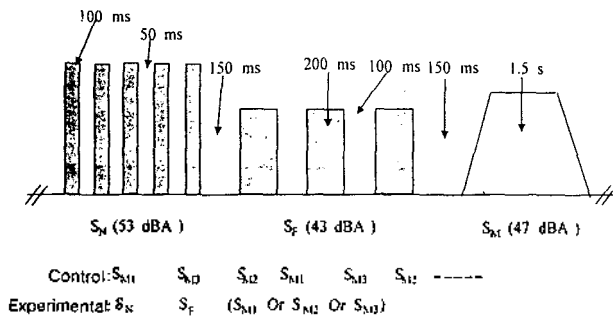 100 ms
50 ms
150 ms
200 ms
100 ms
150 ms
1.5 s
S_N (53 dBA )
S_F (43 dBA )
S_M (47 dBA )
Control: S_M1 S_M3 S_M2 S_M1 S_M3 S_M2 -----
Experimental: S_N S_F (S_M1 Or S_M2 Or S_M3)